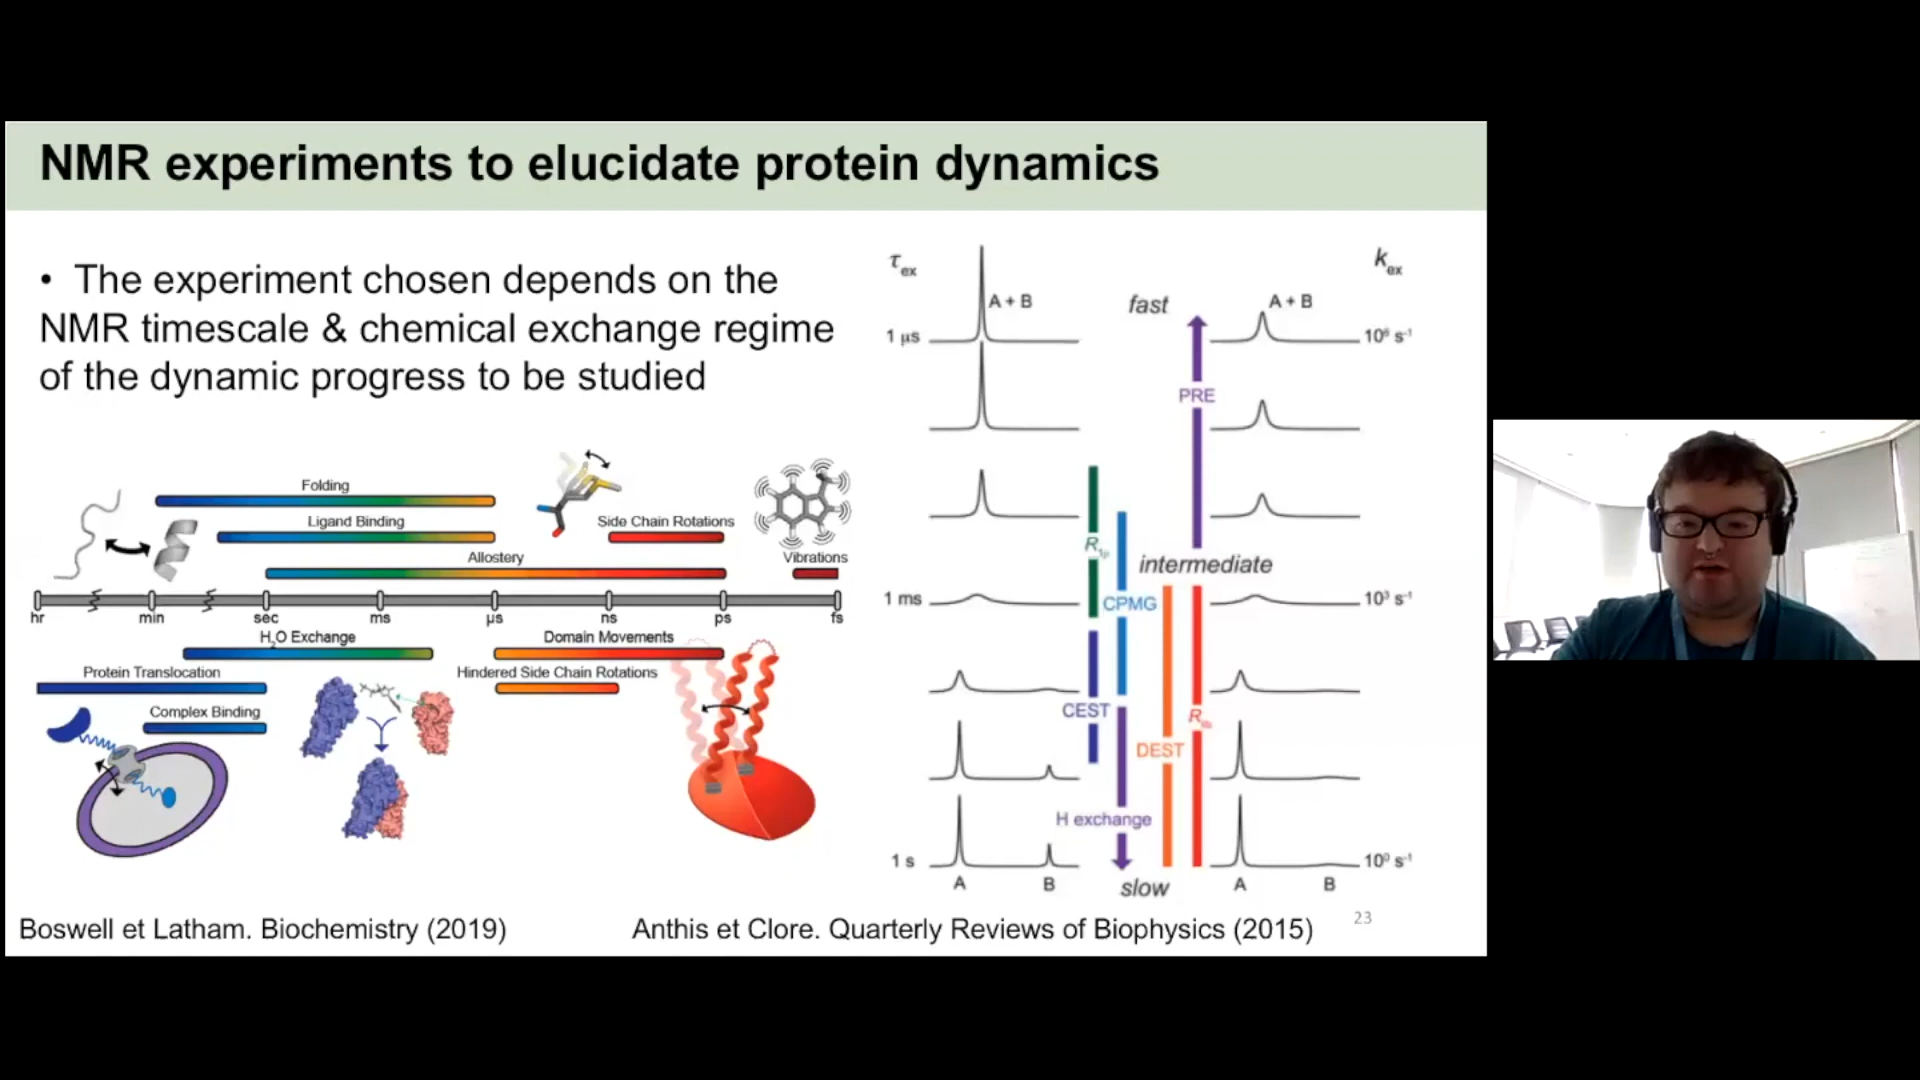 NMR experiments to elucidate protein dynamics
• The experiment chosen depends on the
NMR timescale & chemical exchange regime
of the dynamic progress to be studied
Folding
Ligand Binding
Side Chain Rotations
Allostery
Vibrations
hr min sec ms µs ns ps fs
H2O Exchange
Domain Movements
Protein Translocation
Hindered Side Chain Rotations
Complex Binding
τex
kex
A + B
fast
A + B
1 µs
10⁶ s⁻¹
PRE
R1ρ
intermediate
1 ms
CPMG
10³ s⁻¹
CEST
DEST
H exchange
1 s
10⁰ s⁻¹
A B
slow
A B
Boswell et Latham. Biochemistry (2019)
Anthis et Clore. Quarterly Reviews of Biophysics (2015)
23